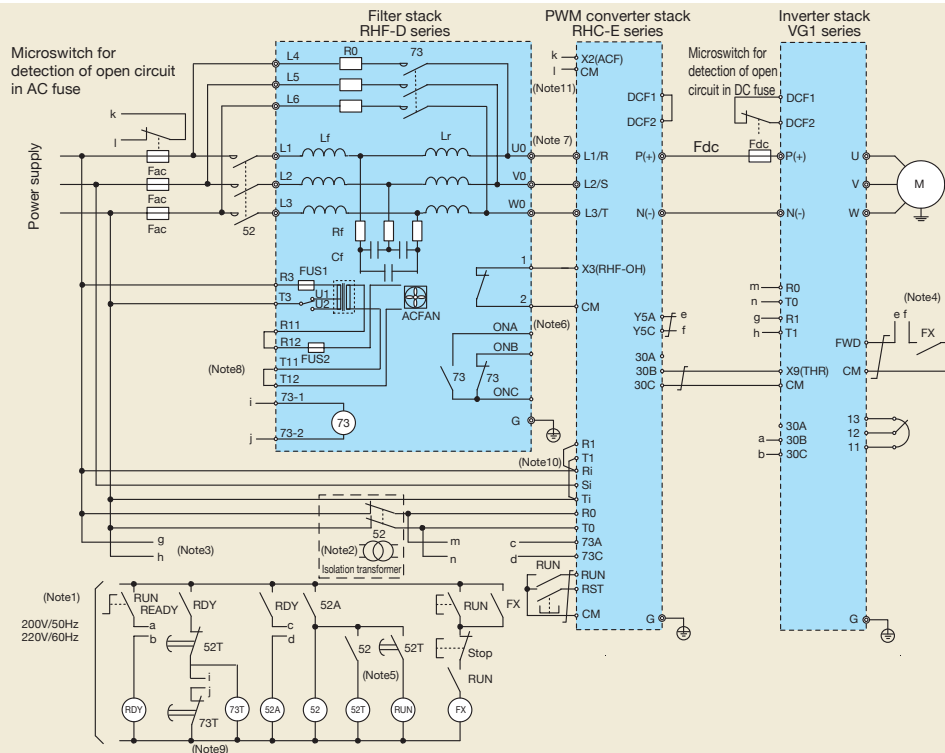 Filter stack
RHF-D series
PWM converter stack
RHC-E series
Inverter stack
VG1 series
Microswitch for
detection of open circuit
in AC fuse
Microswitch for
detection of open
circuit in DC fuse
L4
R0
73
L5
L6
k
l
X2(ACF)
CM
(Note11)
DCF1
DCF2
DCF1
DCF2
k
l
L1
Lf
Lr
U0
(Note 7)
L1/R
P(+)
Fdc
Fdc
P(+)
U
Fac
L2
V0
L2/S
V
M
Fac
L3
W0
L3/T
N(-)
N(-)
W
Fac
52
Power supply
Rf
Cf
R3
FUS1
T3
U1
U2
ACFAN
R11
R12
FUS2
T11
T12
(Note8)
73-1
i
73
73-2
j
1
X3(RHF-OH)
2
CM
ONA
(Note6)
ONB
73
73
ONC
G
Y5A
e
Y5C
f
30A
30B
30C
m
R0
n
T0
g
R1
h
T1
(Note4)
e f
FX
FWD
X9(THR)
CM
CM
30A
a
30B
b
30C
13
12
11
R1
T1
(Note10)
Ri
Si
Ti
R0
T0
52
(Note2)
Isolation transformer
m
n
c
73A
d
73C
g
h
(Note3)
RUN
RUN
RST
CM
G
G
(Note1)
200V/50Hz
220V/60Hz
RUN
READY
RDY
RDY
52A
RUN
FX
a
b
c
d
52T
52
52T
Stop
(Note5)
i
j
RUN
73T
RDY
73T
52A
52
52T
RUN
FX
(Note9)